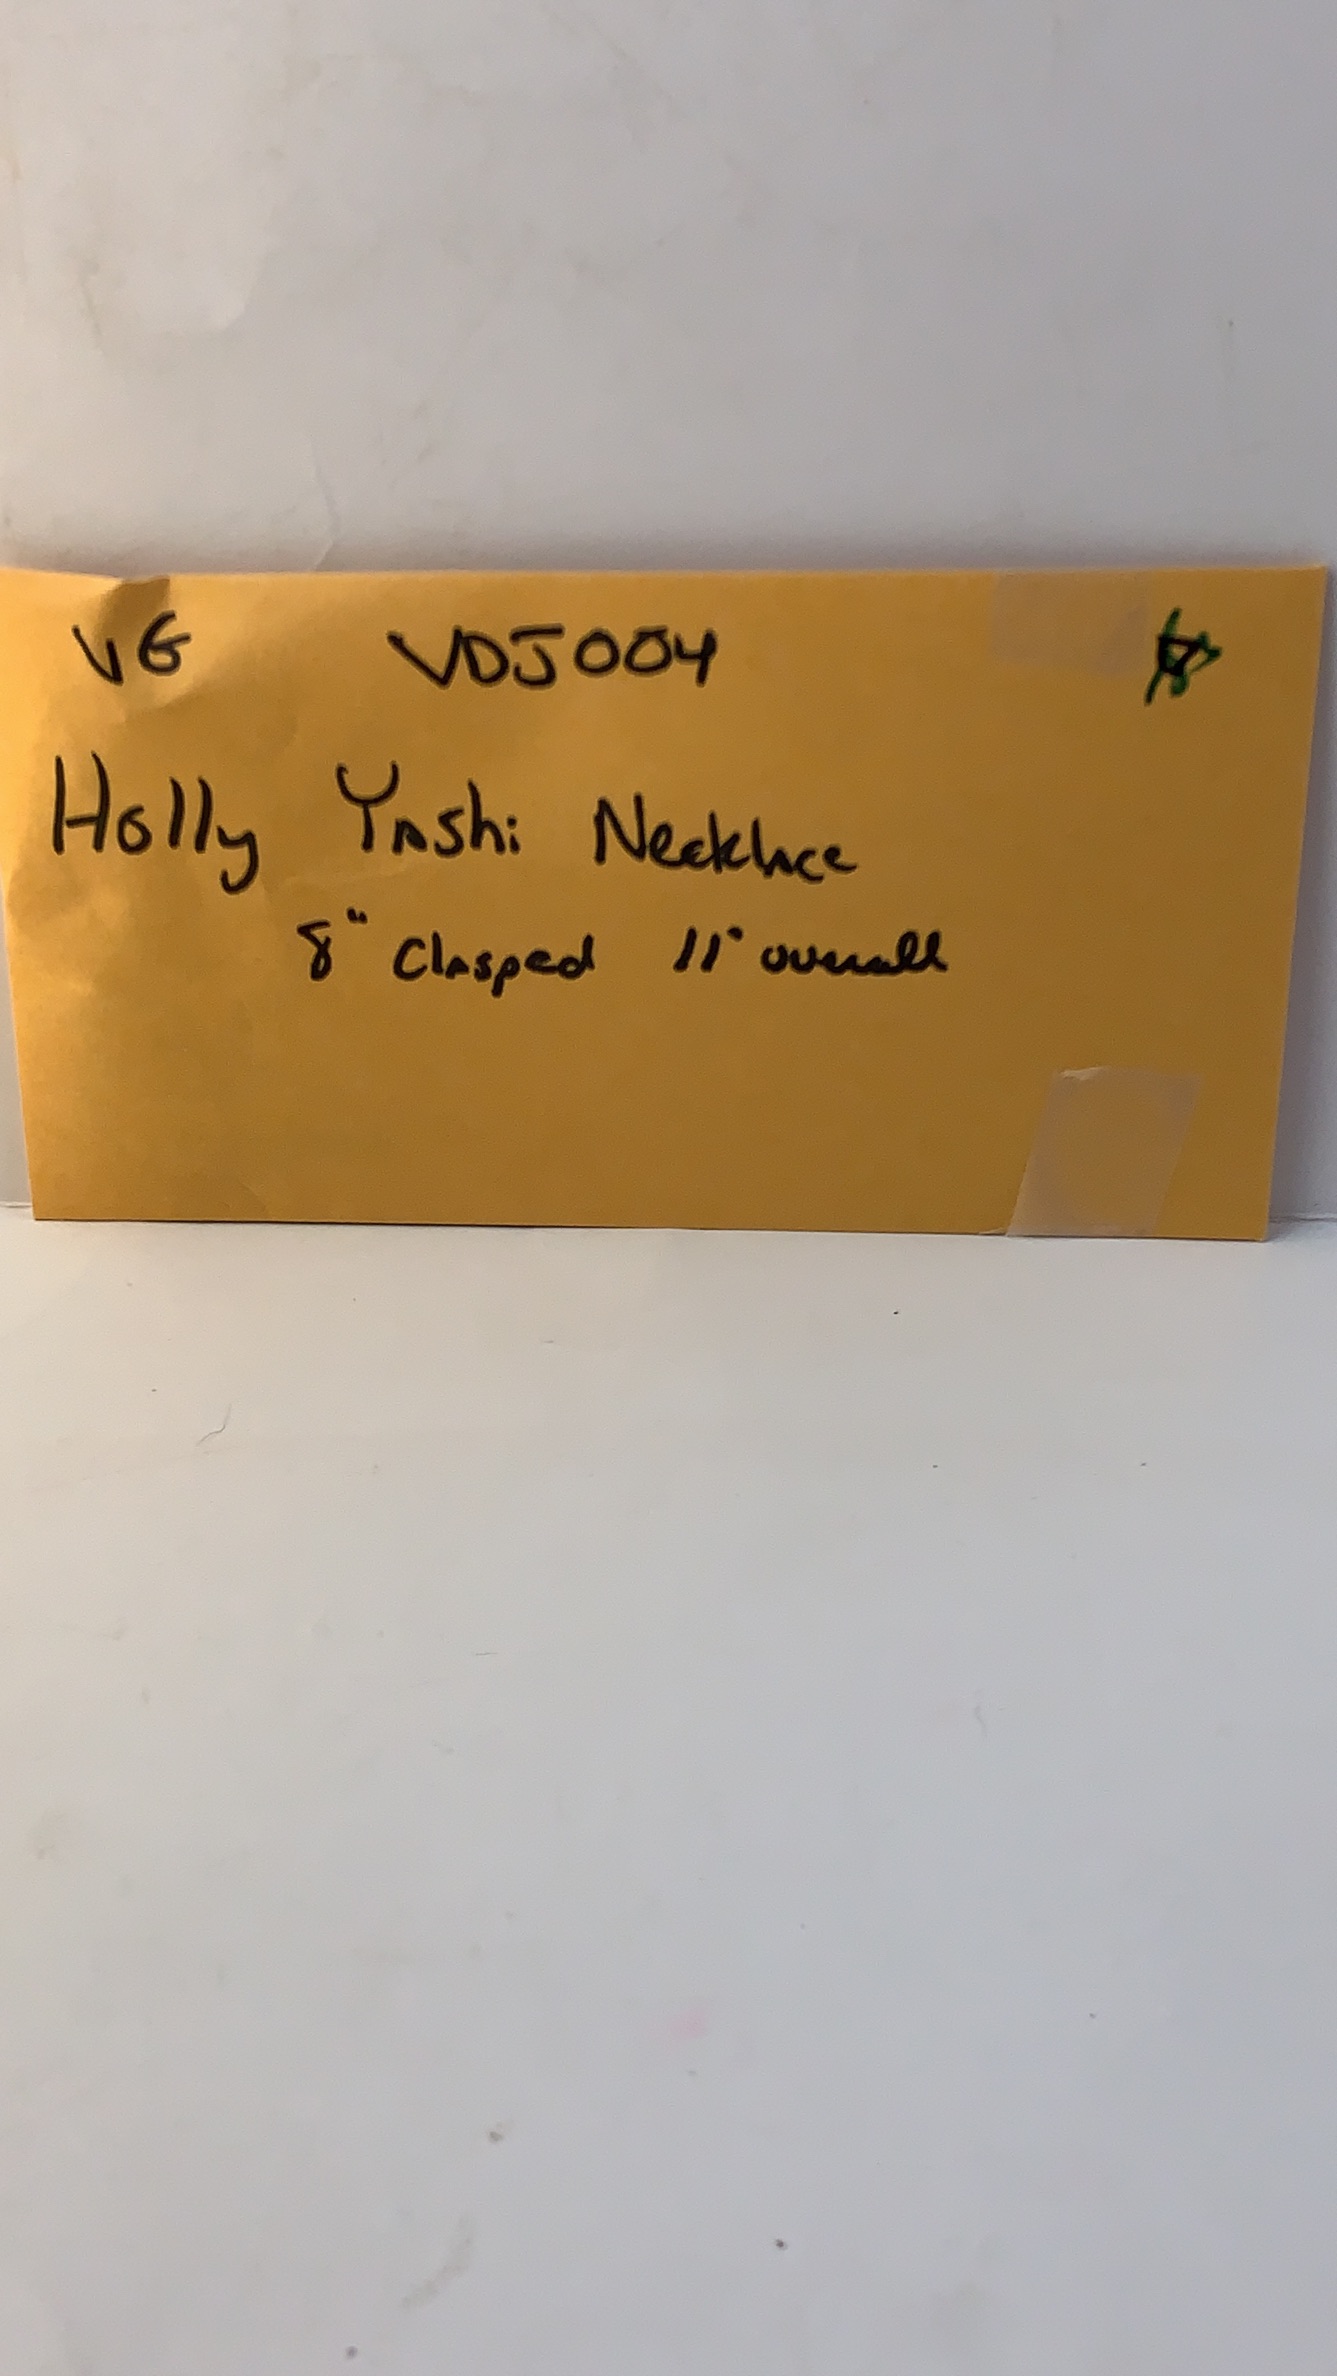 VG VDJ004
Holly Yashi Necklace
8" Clasped 11" overall